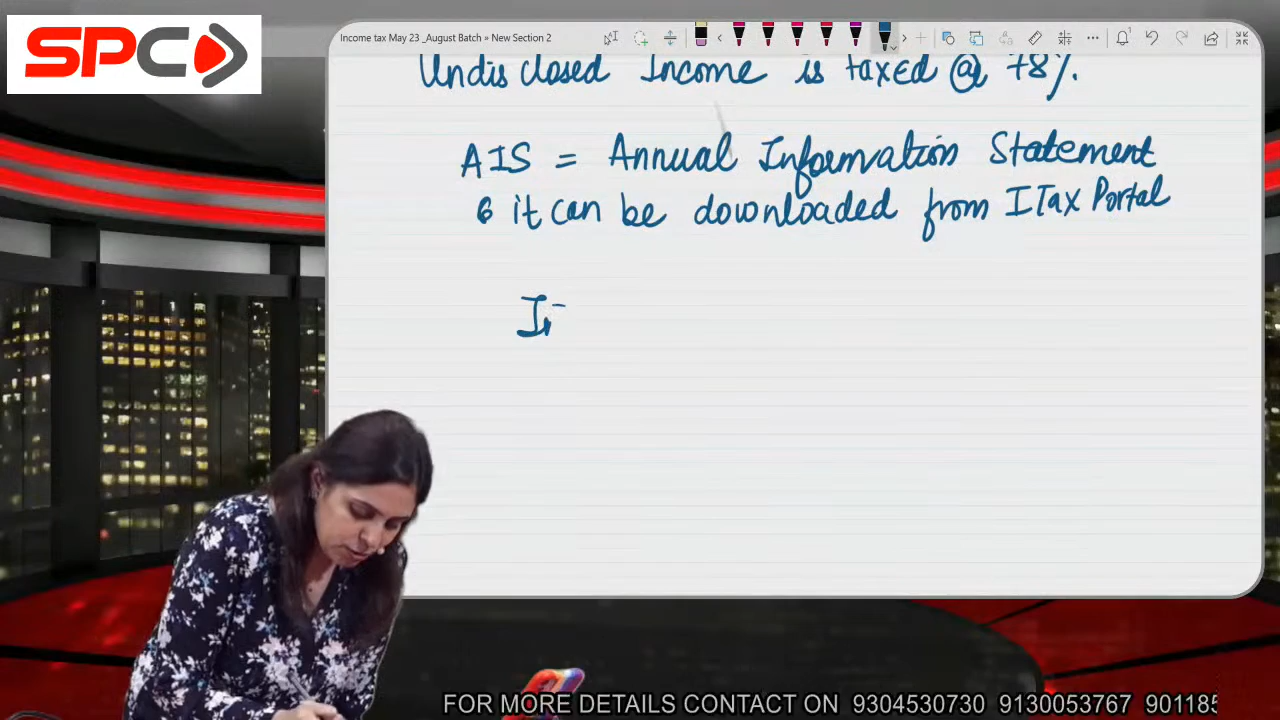 SPC
Income tax May 23 _August Batch » New Section 2
Undisclosed Income is taxed @ 78%.
AIS = Annual Information Statement
it can be downloaded from ITax Portal
FOR MORE DETAILS CONTACT ON 9304530730 9130053767 901185